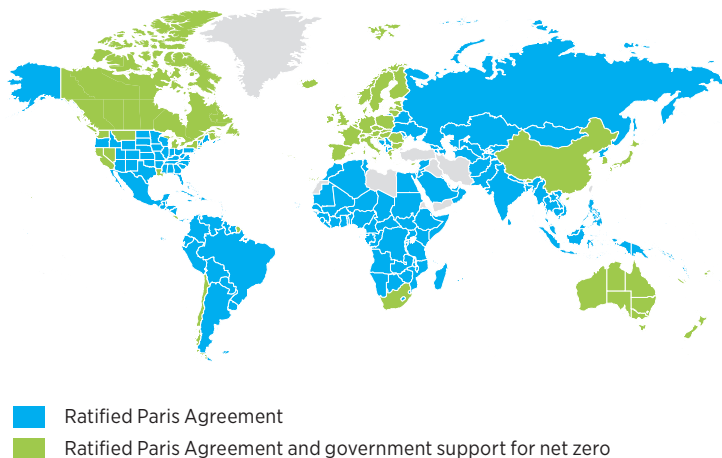 Ratified Paris Agreement
Ratified Paris Agreement and government support for net zero